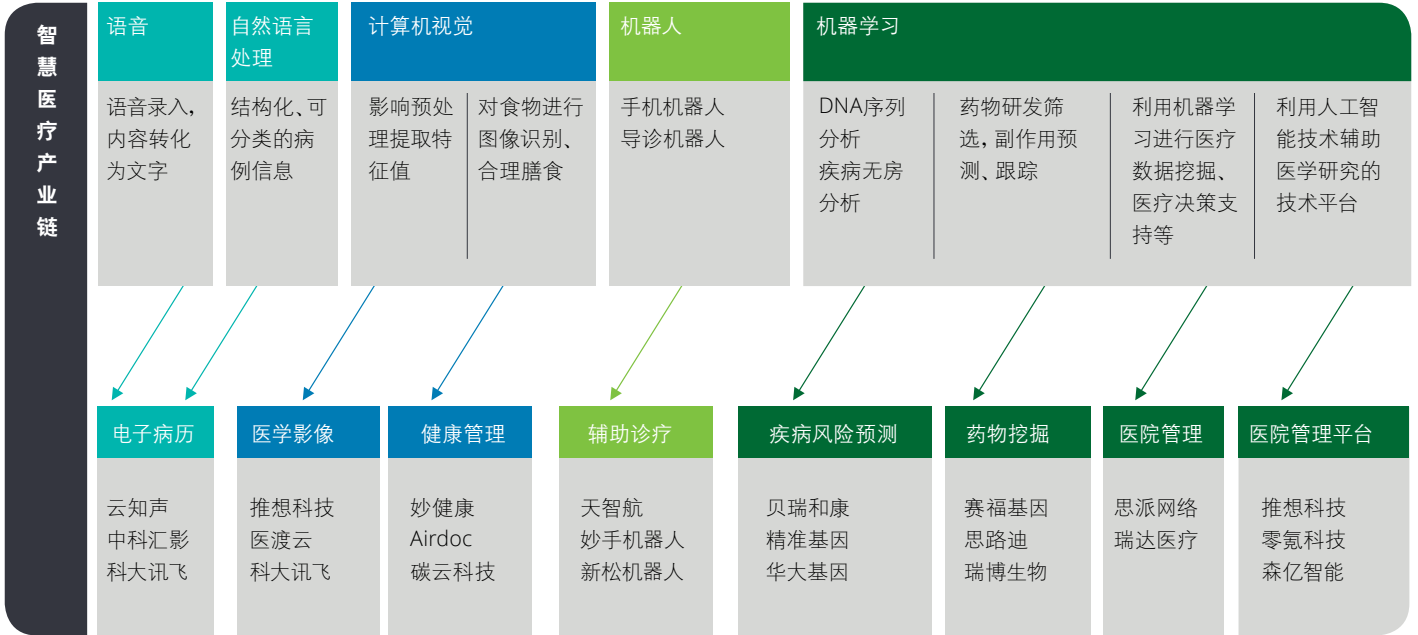 智慧医疗产业链
语音
语音录入，
内容转化
为文字
自然语言
处理
结构化、可
分类的病
例信息
计算机视觉
影响预处
理提取特
征值
对食物进行
图像识别、
合理膳食
机器人
手机机器人
导诊机器人
机器学习
DNA序列
分析
疾病无房
分析
药物研发筛
选，副作用预
测、跟踪
利用机器学
习进行医疗
数据挖掘、
医疗决策支
持等
利用人工智
能技术辅助
医学研究的
技术平台
电子病历
云知声
中科汇影
科大讯飞
医学影像
推想科技
医渡云
科大讯飞
健康管理
妙健康
Airdoc
碳云科技
辅助诊疗
天智航
妙手机器人
新松机器人
疾病风险预测
贝瑞和康
精准基因
华大基因
药物挖掘
赛福基因
思路迪
瑞博生物
医院管理
思派网络
瑞达医疗
医院管理平台
推想科技
零氪科技
森亿智能